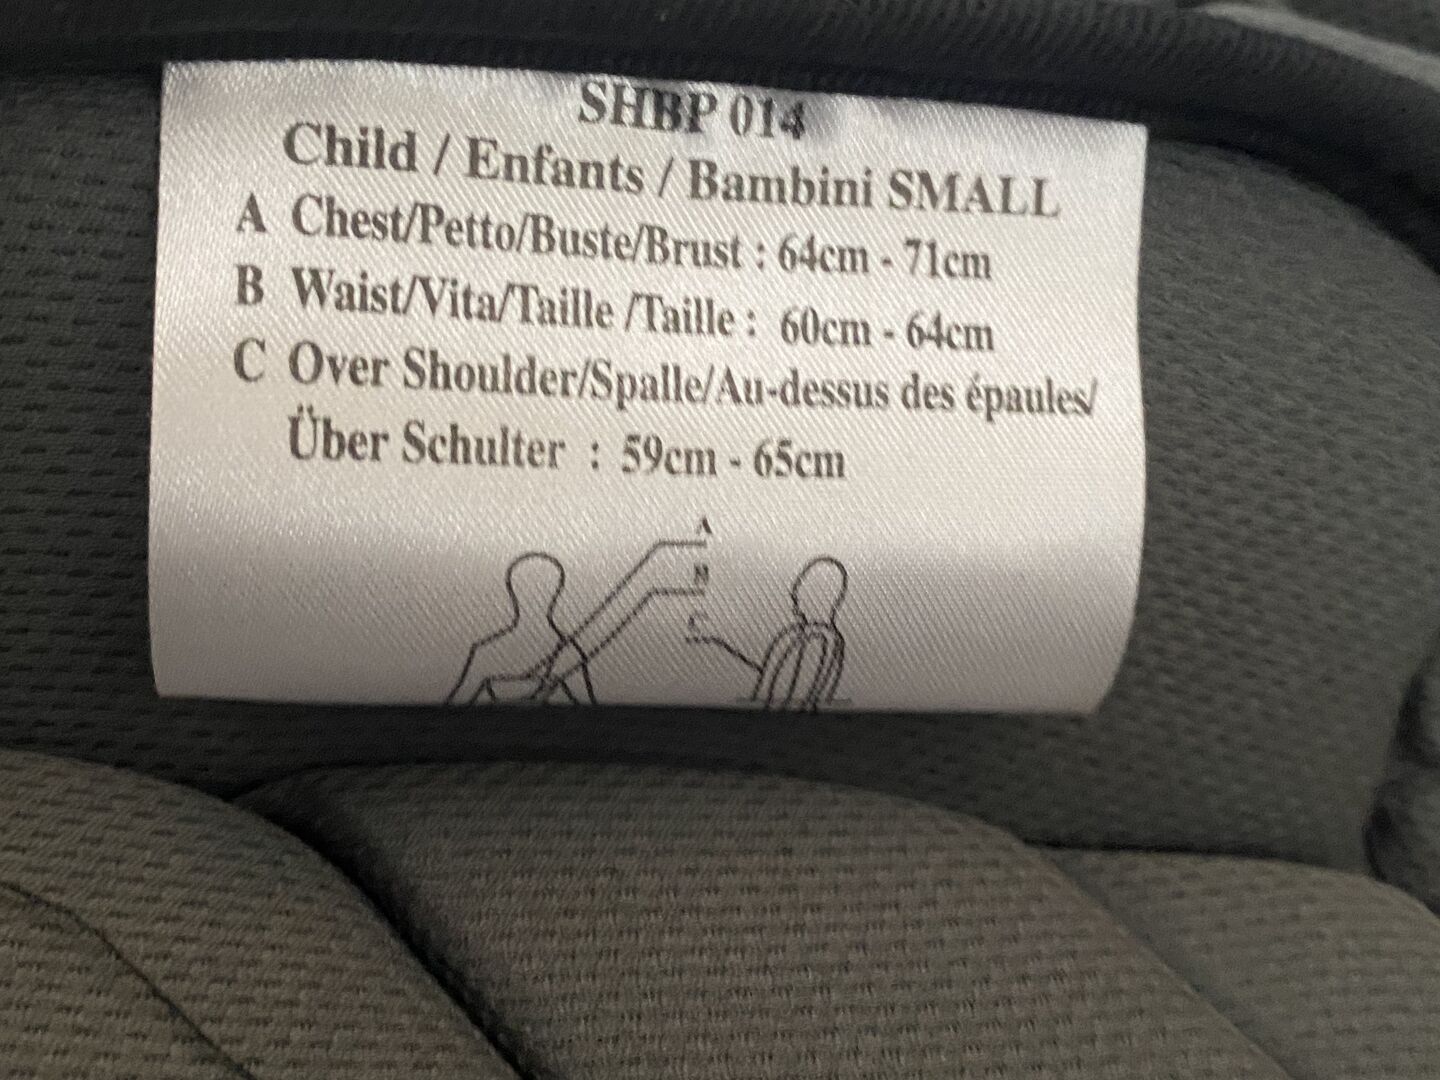 SHBP 014
Child / Enfants / Bambini SMALL
A Chest/Petto/Buste/Brust : 64cm - 71cm
B Waist/Vita/Taille /Taille : 60cm - 64cm
C Over Shoulder/Spalle/Au-dessus des épaules/
Über Schulter : 59cm - 65cm
A
B
C